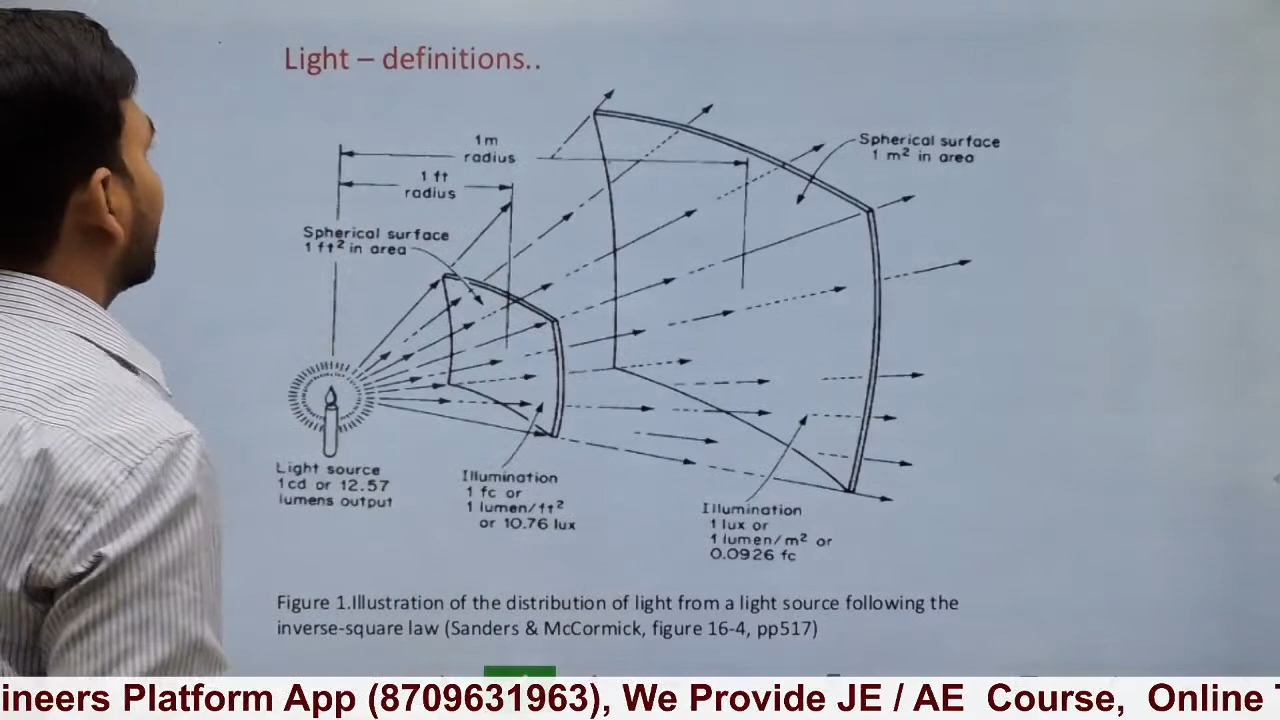 Light – definitions..
1m
radius
1 ft
radius
Spherical surface
1 m² in area
Spherical surface
1 ft² in area
Light source
1cd or 12.57
lumens output
Illumination
1 fc or
1 lumen/ft²
or 10.76 lux
Illumination
1 lux or
1 lumen/m² or
0.0926 fc
Figure 1.Illustration of the distribution of light from a light source following the
inverse-square law (Sanders & McCormick, figure 16-4, pp517)
ineers Platform App (8709631963), We Provide JE / AE Course, Online